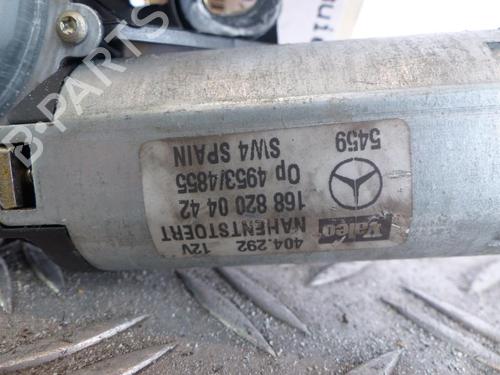 Valeo
404.292 12V
NAHENTSTOERT
168 820 04 42
Op 4953/4855
SW4 SPAIN
5459
B-PARTS